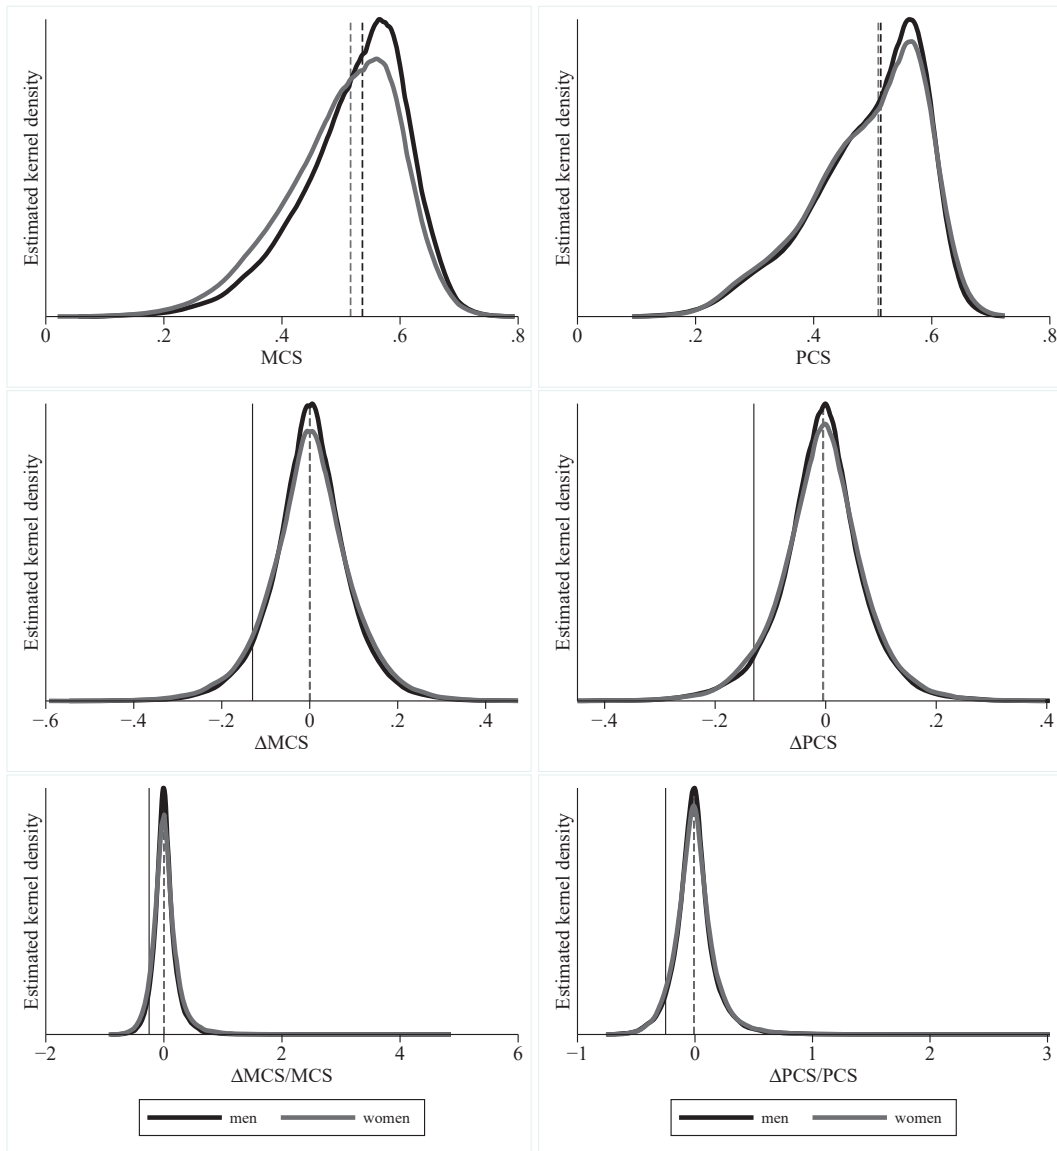 Estimated kernel density
0 .2 .4 .6 .8
MCS
Estimated kernel density
0 .2 .4 .6 .8
PCS
Estimated kernel density
−.6 −.4 −.2 0 .2 .4
ΔMCS
Estimated kernel density
−.4 −.2 0 .2 .4
ΔPCS
Estimated kernel density
−2 0 2 4 6
ΔMCS/MCS
men women
Estimated kernel density
−1 0 1 2 3
ΔPCS/PCS
men women